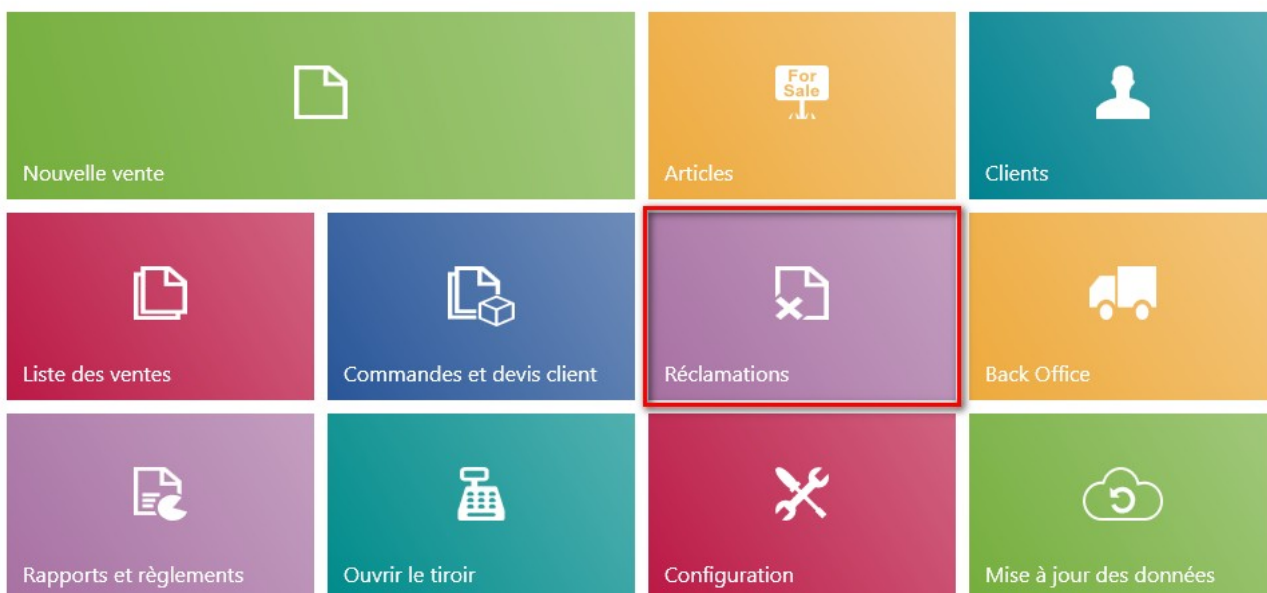 For
Sale
Nouvelle vente
Articles
Clients
Liste des ventes
Commandes et devis client
Réclamations
Back Office
Rapports et règlements
Ouvrir le tiroir
Configuration
Mise à jour des données